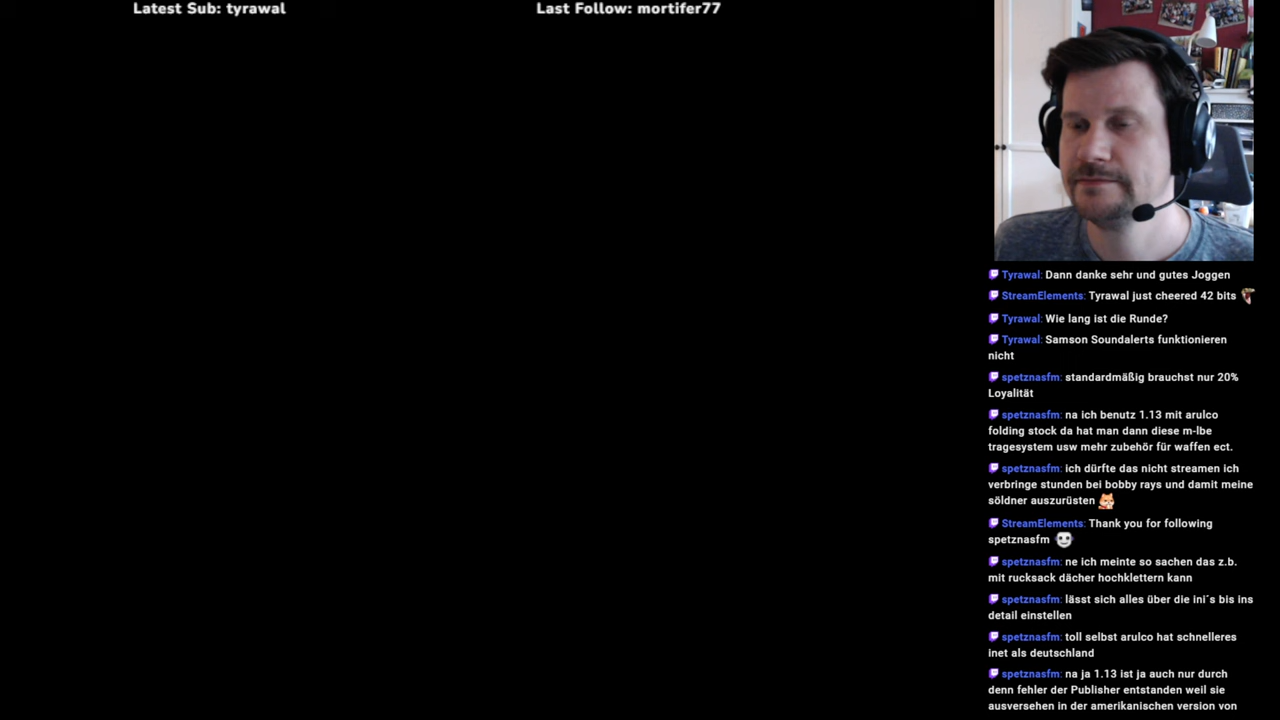 Latest Sub: tyrawal
Last Follow: mortifer77
Tyrawal: Dann danke sehr und gutes Joggen
StreamElements: Tyrawal just cheered 42 bits
Tyrawal: Wie lang ist die Runde?
Tyrawal: Samson Soundalerts funktionieren
nicht
spetznasfm: standardmäßig brauchst nur 20%
Loyalität
spetznasfm: na ich benutz 1.13 mit arulco
folding stock da hat man dann diese m-lbe
tragesystem usw mehr zubehör für waffen ect.
spetznasfm: ich dürfte das nicht streamen ich
verbringe stunden bei bobby rays und damit meine
söldner auszurüsten
StreamElements: Thank you for following
spetznasfm
spetznasfm: ne ich meinte so sachen das z.b.
mit rucksack dächer hochklettern kann
spetznasfm: lässt sich alles über die ini´s bis ins
detail einstellen
spetznasfm: toll selbst arulco hat schnelleres
inet als deutschland
spetznasfm: na ja 1.13 ist ja auch nur durch
denn fehler der Publisher entstanden weil sie
ausversehen in der amerikanischen version von